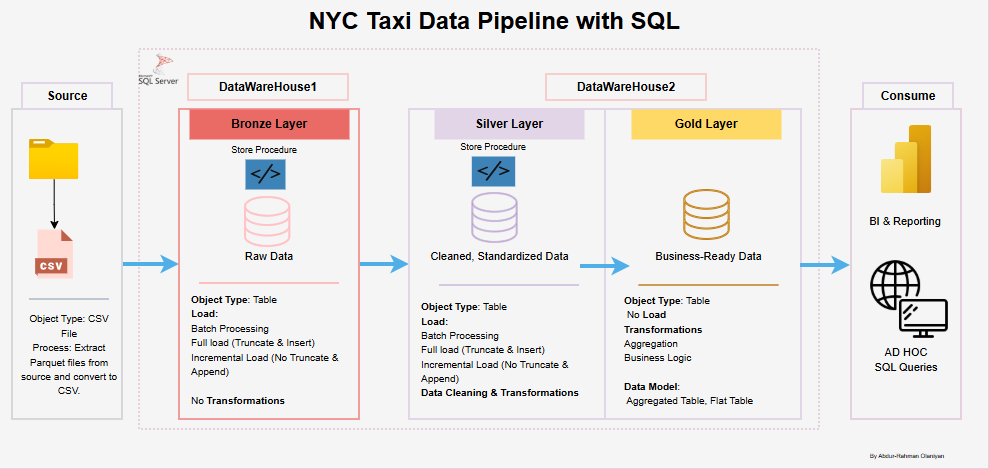 NYC Taxi Data Pipeline with SQL
Microsoft
SQL Server
Source
CSV
Object Type: CSV
File
Process: Extract
Parquet files from
source and convert to
CSV.
DataWareHouse1
Bronze Layer
Store Procedure
</>
Raw Data
Object Type: Table
Load:
Batch Processing
Full load (Truncate & Insert)
Incremental Load (No Truncate &
Append)
No Transformations
DataWareHouse2
Silver Layer
Store Procedure
</>
Cleaned, Standardized Data
Object Type: Table
Load:
Batch Processing
Full load (Truncate & Insert)
Incremental Load (No Truncate &
Append)
Data Cleaning & Transformations
Gold Layer
Business-Ready Data
Object Type: Table
No Load
Transformations
Aggregation
Business Logic
Data Model:
Aggregated Table, Flat Table
Consume
BI & Reporting
AD HOC
SQL Queries
By Abdur-Rahman Olaniyan